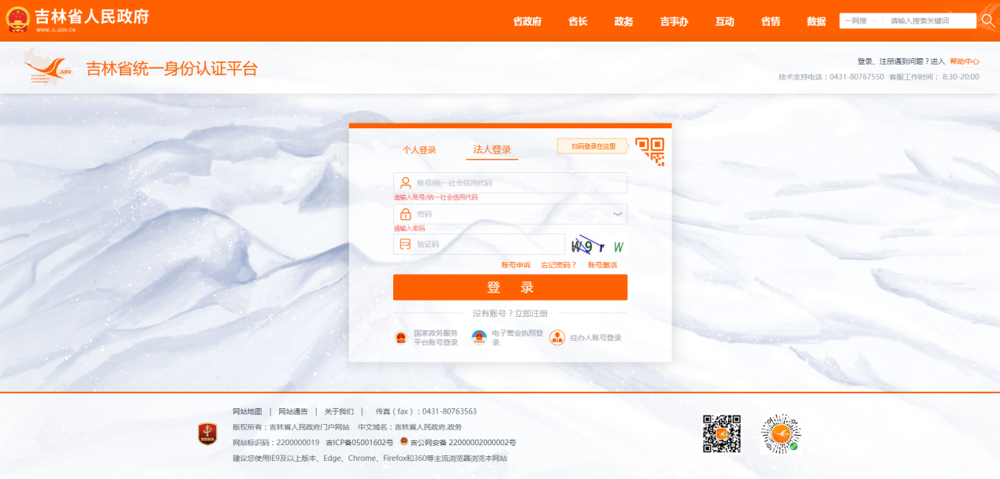 吉林省人民政府
WWW.JL.GOV.CN
省政府 省长 政务 吉事办 互动 省情 数据 一网搜 请输入搜索关键词
.GOV
吉林省统一身份认证平台
登录、注册遇到问题？进入 帮助中心
技术支持电话：0431-80767550 客服工作时间： 8:30-20:00
个人登录 法人登录 扫码登录在这里
账号/统一社会信用代码
请输入账号/统一社会信用代码
密码
请输入密码
验证码
账号申诉 忘记密码？ 账号激活
登 录
没有账号？立即注册
国家政务服务
平台账号登录
电子营业执照登
录
经办人账号登录
网站地图 | 网站通告 | 关于我们 | 传真（fax）：0431-80763563
版权所有：吉林省人民政府门户网站 中文域名：吉林省人民政府.政务
网站标识码：2200000019 吉ICP备05001602号 吉公网安备 22000002000002号
建议您使用IE9及以上版本、Edge、Chrome、Firefox和360等主流浏览器浏览本网站